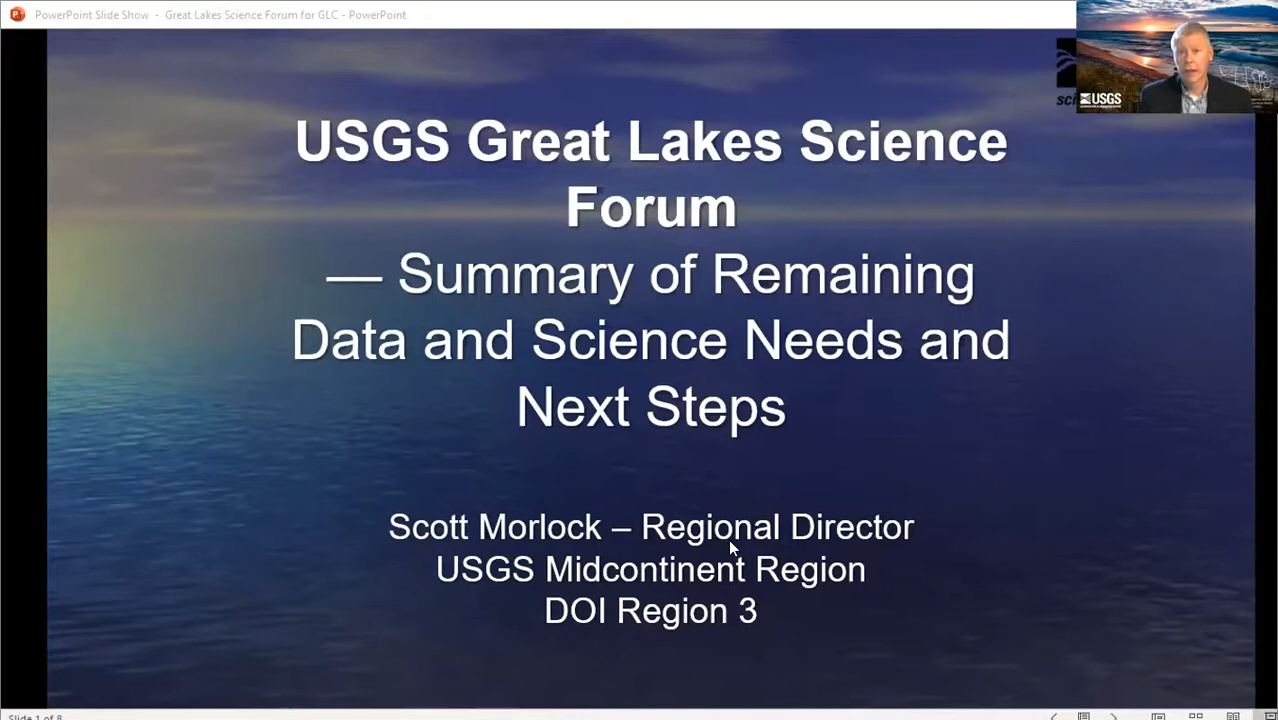 PowerPoint Slide Show - Great Lakes Science Forum for GLC - PowerPoint
USGS
USGS Great Lakes Science
Forum
— Summary of Remaining
Data and Science Needs and
Next Steps
Scott Morlock – Regional Director
USGS Midcontinent Region
DOI Region 3
Slide 1 of 8